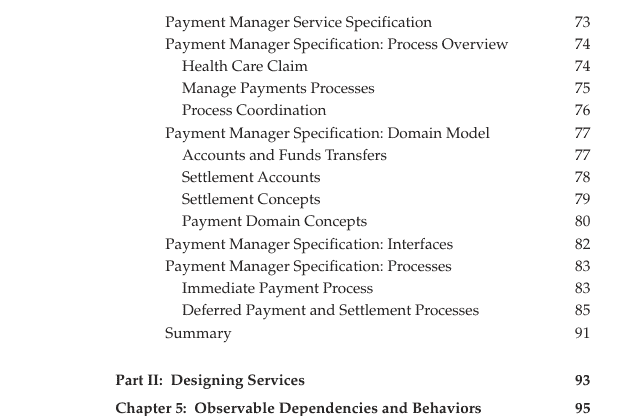 Payment Manager Service Specification 73
Payment Manager Specification: Process Overview 74
Health Care Claim 74
Manage Payments Processes 75
Process Coordination 76
Payment Manager Specification: Domain Model 77
Accounts and Funds Transfers 77
Settlement Accounts 78
Settlement Concepts 79
Payment Domain Concepts 80
Payment Manager Specification: Interfaces 82
Payment Manager Specification: Processes 83
Immediate Payment Process 83
Deferred Payment and Settlement Processes 85
Summary 91
Part II: Designing Services 93
Chapter 5: Observable Dependencies and Behaviors 95